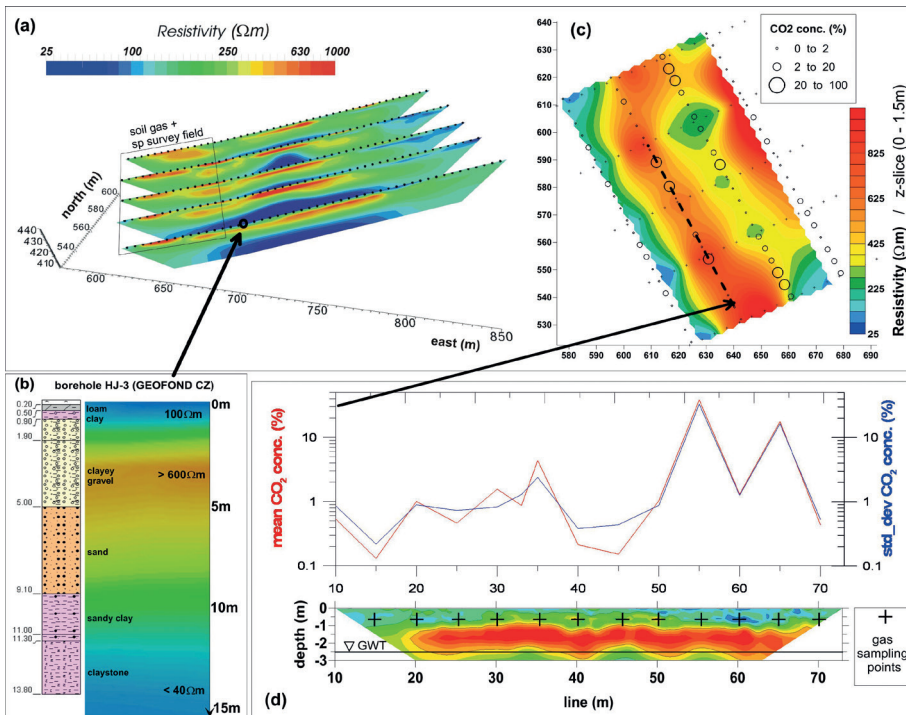 (a)
Resistivity (Ωm)
25 100 250 630 1000
soil gas +
sp survey field
north (m)
600
580
560
540
440
430
420
410
600 650 700 750 800 850
east (m)
(c)
CO2 conc. (%)
0 to 2
2 to 20
20 to 100
640
630
620
610
600
590
580
570
560
550
540
530
580 590 600 610 620 630 640 650 660 670 680 690
825
625
425
225
25
Resistivity (Ωm) / z-slice (0 - 1.5m)
(b)
borehole HJ-3 (GEOFOND CZ)
0.20
0.50
0.80
1.80
5.00
9.10
11.00
11.30
13.80
loam
clay
clayey
gravel
sand
sandy clay
claystone
100Ωm
> 600Ωm
< 40Ωm
0m
5m
10m
15m
mean CO2 conc. (%)
10
1
0.1
std_dev CO2 conc. (%)
10
1
0.1
10 20 30 40 50 60 70
depth (m)
0
-1
-2
-3
GWT
10 20 30 40 50 60 70
line (m)
gas
sampling
points
(d)